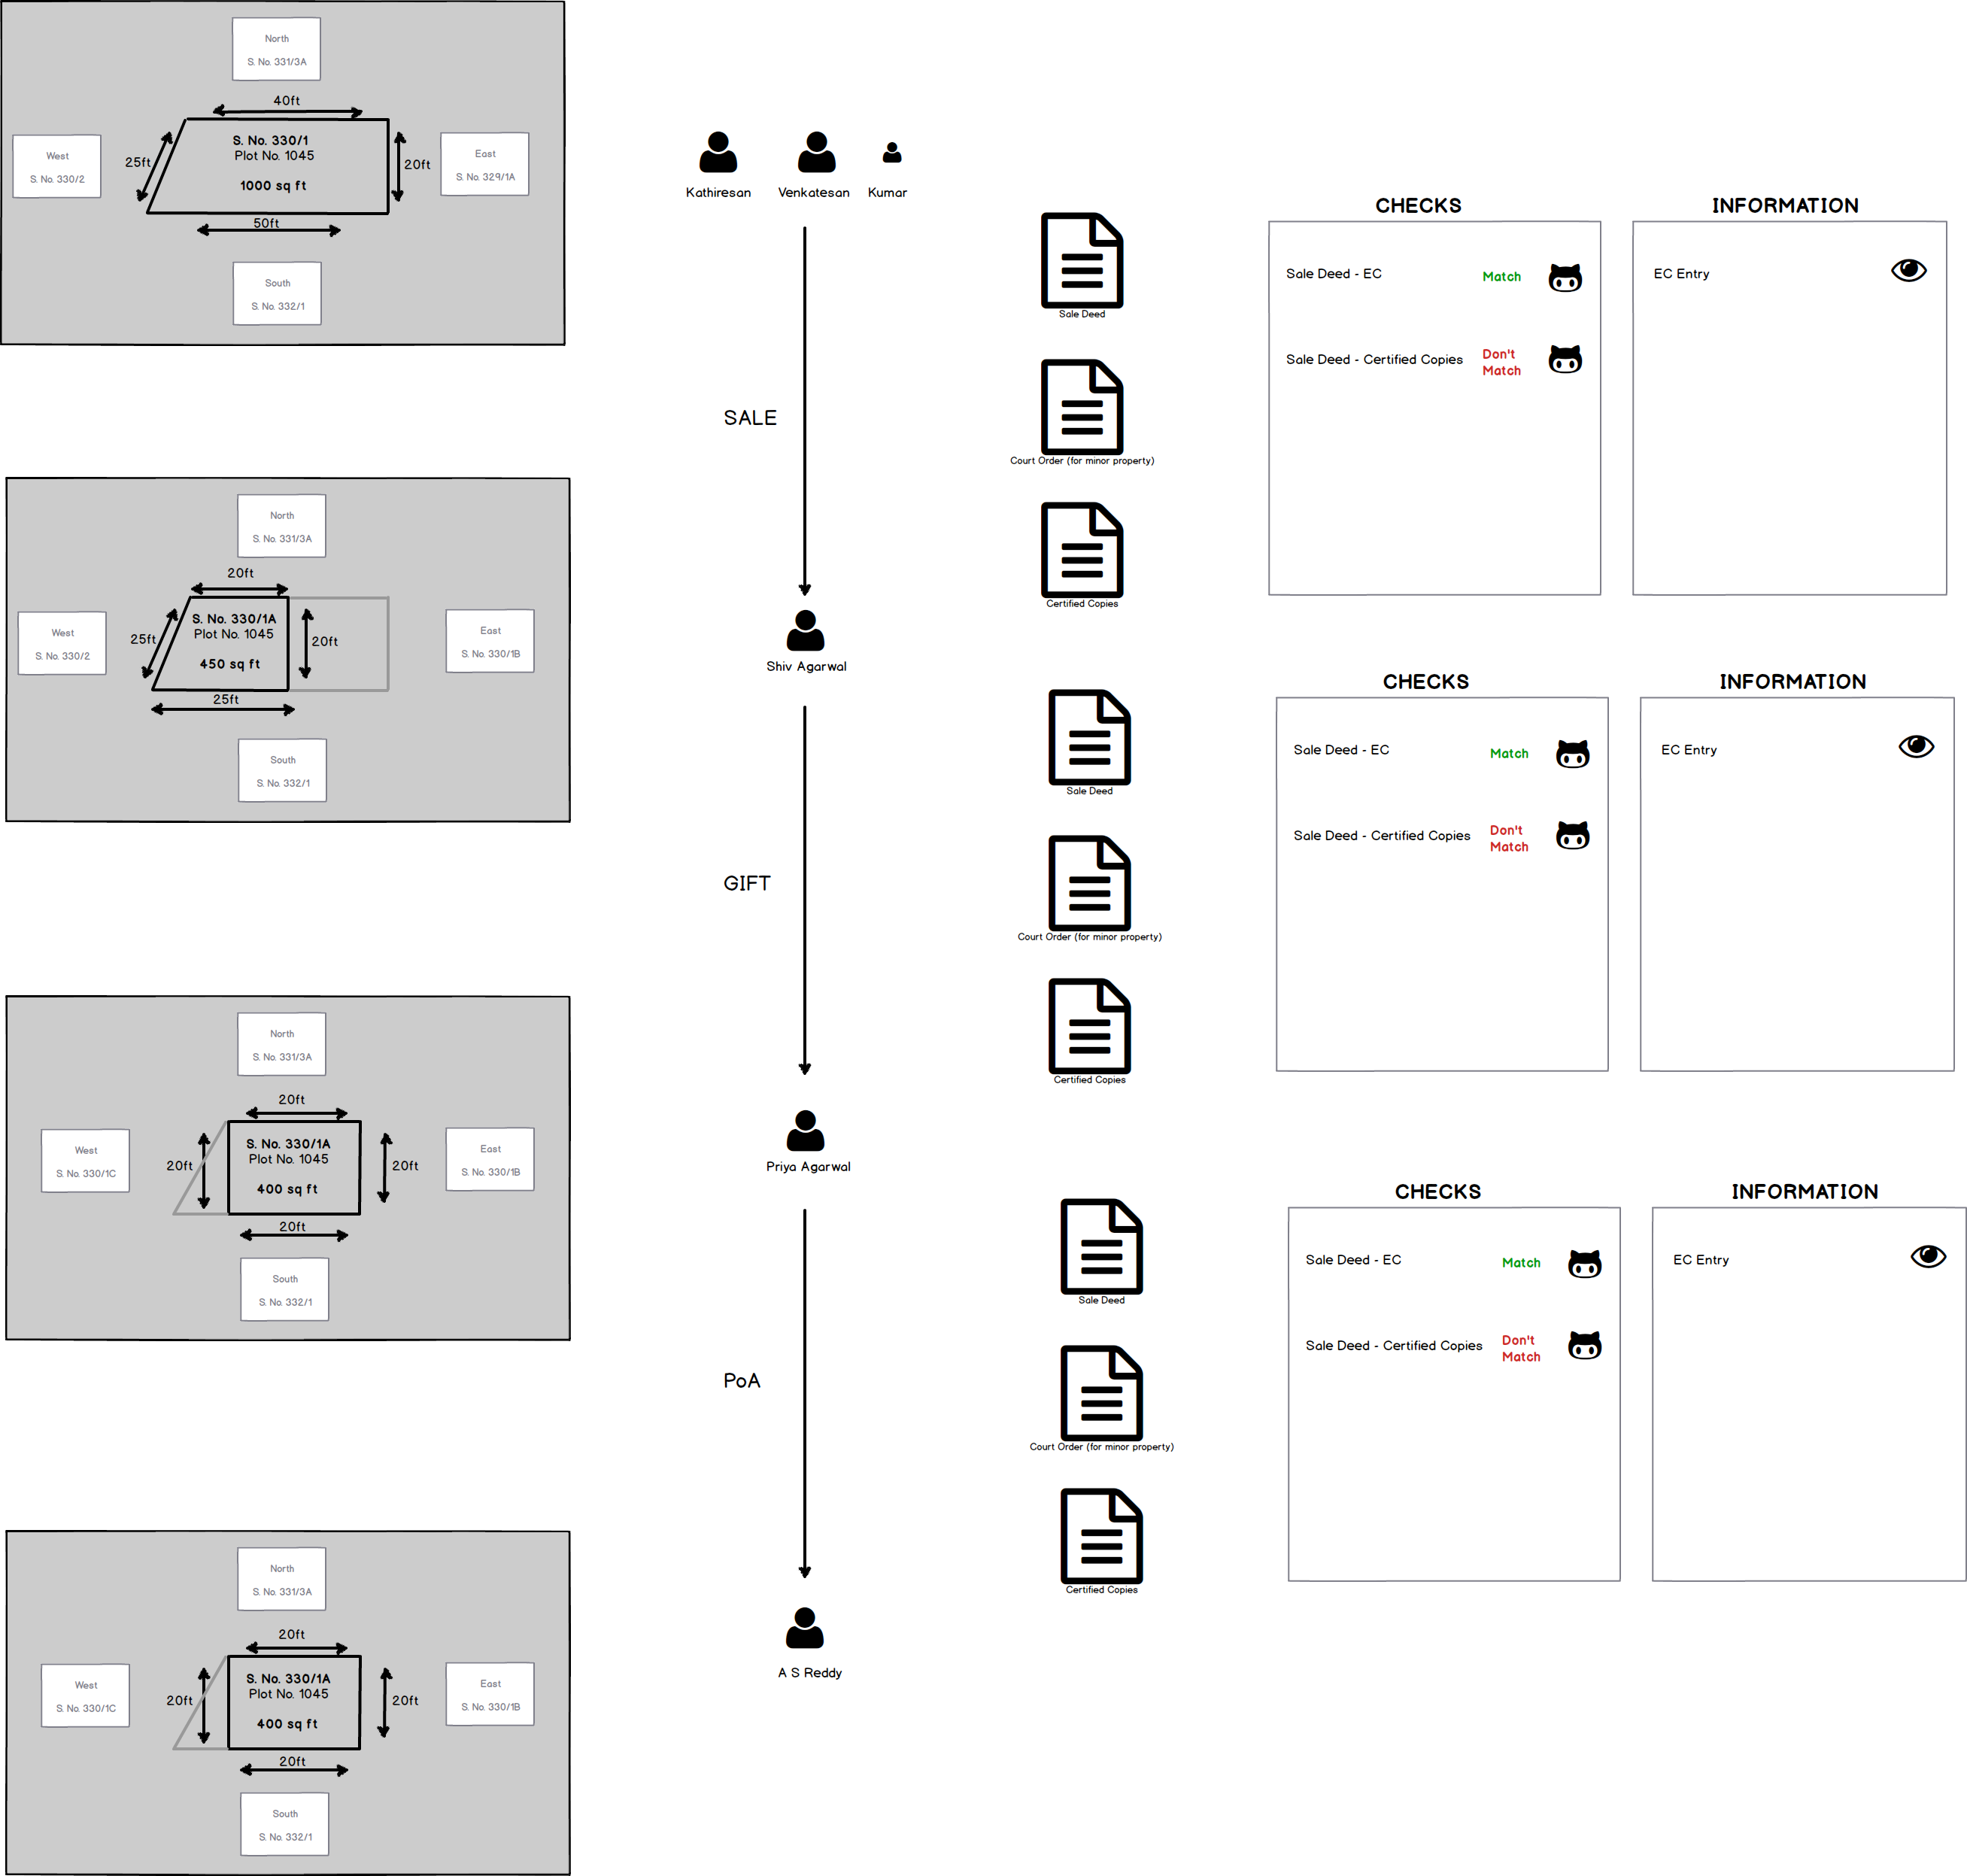 North
S. No. 331/3A
40ft
West
S. No. 330/2
25ft
S. No. 330/1
Plot No. 1045
1000 sq ft
20ft
East
S. No. 329/1A
50ft
South
S. No. 332/1
Kathiresan
Venkatesan
Kumar
SALE
Sale Deed
Court Order (for minor property)
Certified Copies
CHECKS
Sale Deed - EC
Match
Sale Deed - Certified Copies
Don't
Match
INFORMATION
EC Entry
North
S. No. 331/3A
20ft
West
S. No. 330/2
25ft
S. No. 330/1A
Plot No. 1045
450 sq ft
20ft
East
S. No. 330/1B
25ft
South
S. No. 332/1
Shiv Agarwal
GIFT
Sale Deed
Court Order (for minor property)
Certified Copies
CHECKS
Sale Deed - EC
Match
Sale Deed - Certified Copies
Don't
Match
INFORMATION
EC Entry
North
S. No. 331/3A
20ft
West
S. No. 330/1C
20ft
S. No. 330/1A
Plot No. 1045
400 sq ft
20ft
East
S. No. 330/1B
20ft
South
S. No. 332/1
Priya Agarwal
PoA
Sale Deed
Court Order (for minor property)
Certified Copies
CHECKS
Sale Deed - EC
Match
Sale Deed - Certified Copies
Don't
Match
INFORMATION
EC Entry
North
S. No. 331/3A
20ft
West
S. No. 330/1C
20ft
S. No. 330/1A
Plot No. 1045
400 sq ft
20ft
East
S. No. 330/1B
20ft
South
S. No. 332/1
A S Reddy